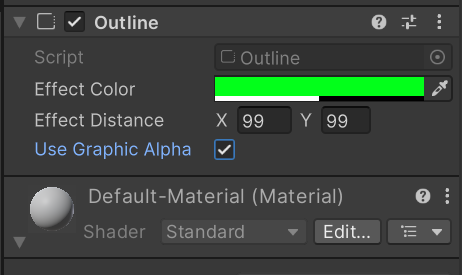 Outline
Script Outline
Effect Color
Effect Distance X 99 Y 99
Use Graphic Alpha
Default-Material (Material)
Shader Standard Edit...